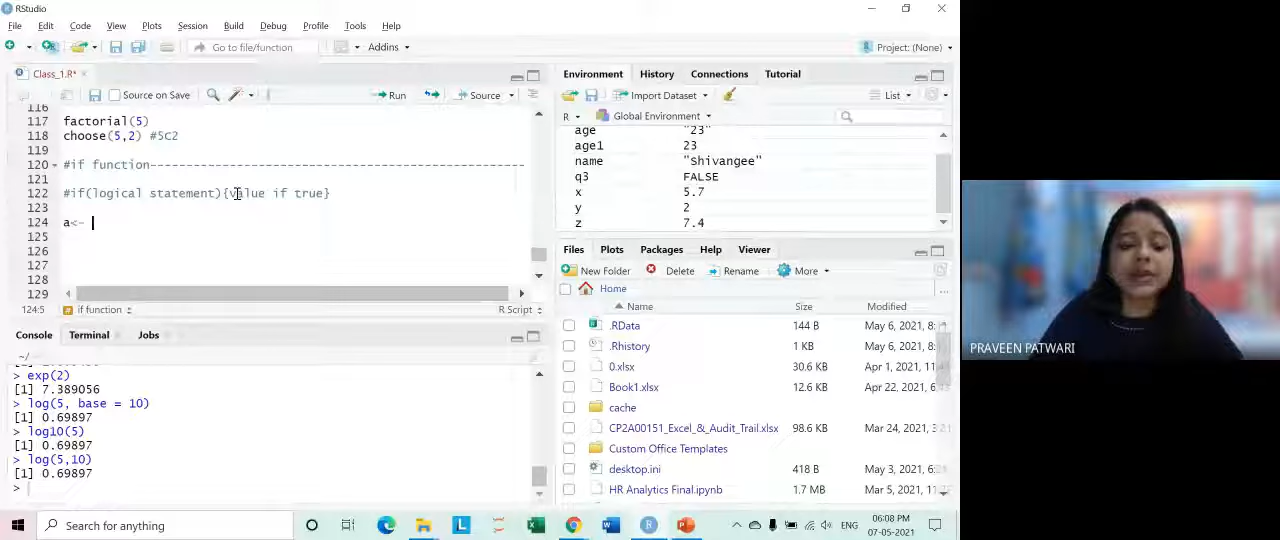 RStudio
File Edit Code View Plots Session Build Debug Profile Tools Help
Go to file/function
Addins
Project: (None)
Class_1.R*
Source on Save
Run
Source
116
117 factorial(5)
118 choose(5,2) #5c2
119
120 #if function--------------------------------------------------
121
122 #if(logical statement){value if true}
123
124 a<-
125
126
127
128
129
124:5
if function
R Script
Console Terminal Jobs
~/
> exp(2)
[1] 7.389056
> log(5, base = 10)
[1] 0.69897
> log10(5)
[1] 0.69897
> log(5,10)
[1] 0.69897
>
Environment History Connections Tutorial
Import Dataset
List
R
Global Environment
age "23"
age1 23
name "Shivangee"
q3 FALSE
x 5.7
y 2
z 7.4
Files Plots Packages Help Viewer
New Folder Delete Rename More
Home
Name Size Modified
.RData 144 B May 6, 2021, 8:
.Rhistory 1 KB May 6, 2021, 8:
0.xlsx 30.6 KB Apr 1, 2021, 11:
Book1.xlsx 12.6 KB Apr 22, 2021, 6:
cache
CP2A00151_Excel_&_Audit_Trail.xlsx 98.6 KB Mar 24, 2021,
Custom Office Templates
desktop.ini 418 B May 3, 2021, 6:
HR Analytics Final.ipynb 1.7 MB Mar 5, 2021, 11:
PRAVEEN PATWARI
Search for anything
ENG
06:08 PM
07-05-2021